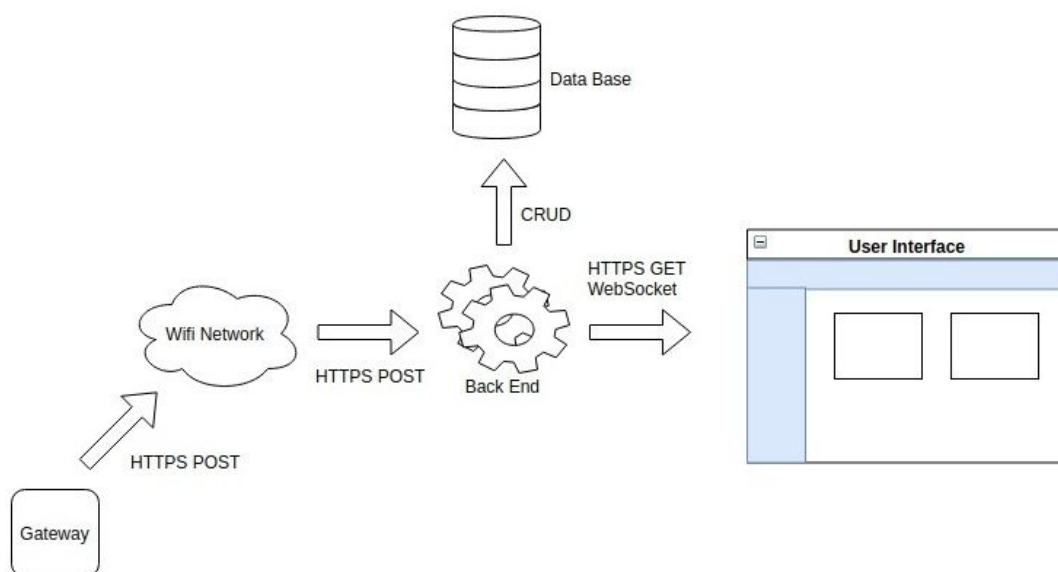 Data Base
CRUD
User Interface
HTTPS GET
WebSocket
Wifi Network
HTTPS POST
Back End
HTTPS POST
Gateway